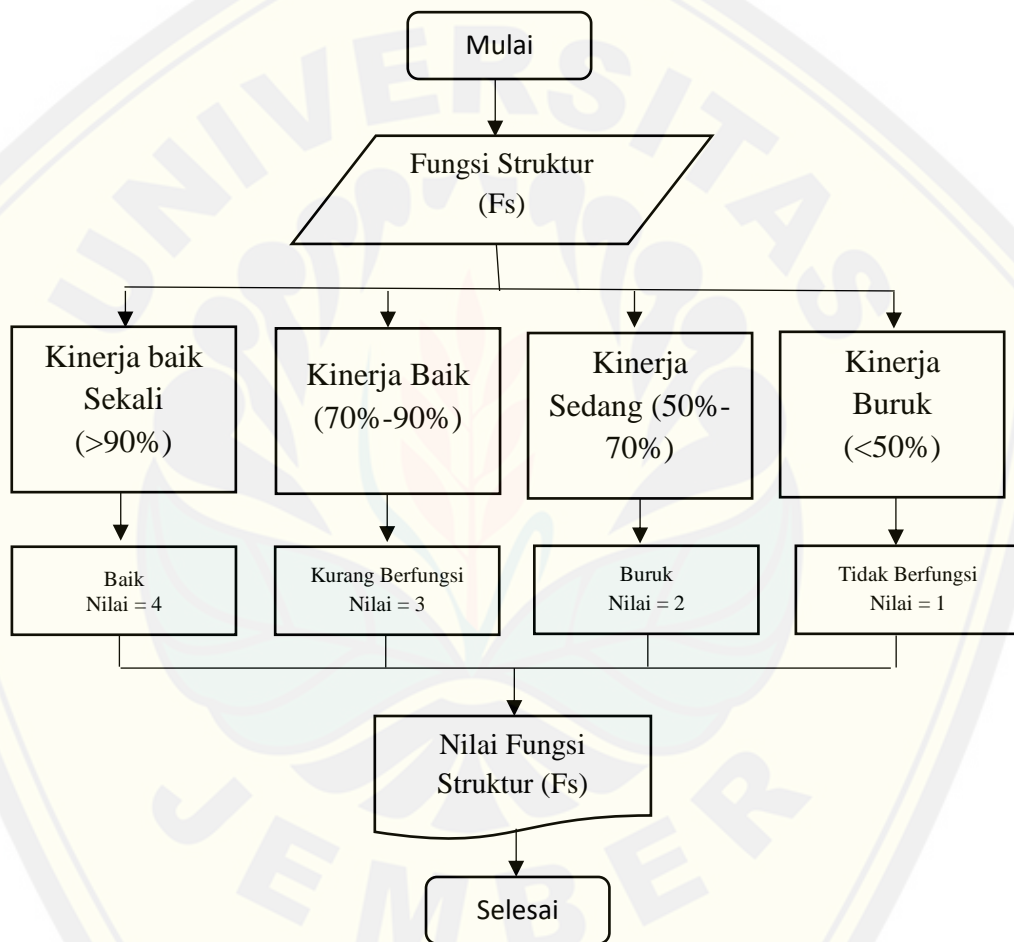 UNIVERSITAS
Mulai
Fungsi Struktur
(Fs)
Kinerja baik
Sekali
(>90%)
Kinerja Baik
(70%-90%)
Kinerja
Sedang (50%-
70%)
Kinerja
Buruk
(<50%)
Baik
Nilai = 4
Kurang Berfungsi
Nilai = 3
Buruk
Nilai = 2
Tidak Berfungsi
Nilai = 1
Nilai Fungsi
Struktur (Fs)
Selesai
JEMBER